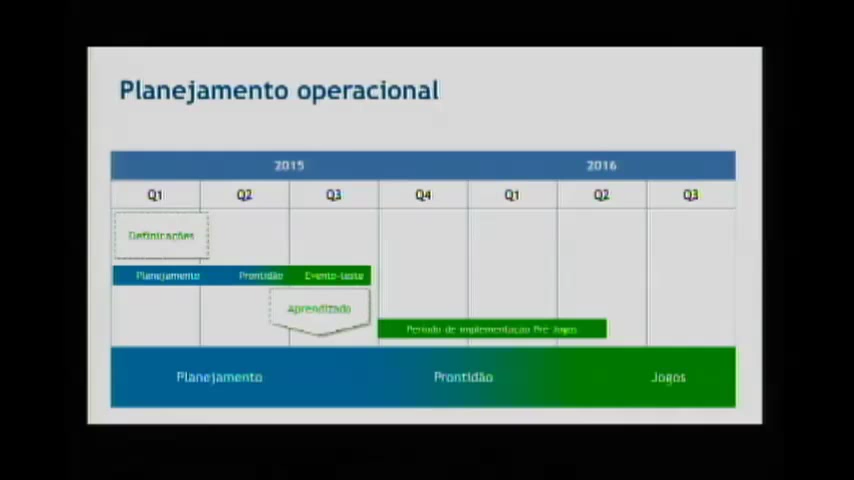 Planejamento operacional
2015 2016
Q1 Q2 Q3 Q4 Q1 Q2 Q3
Definições
Planejamento Prontidão Evento-teste
Aprendizado
Período de implementação Pré Jogos
Planejamento Prontidão Jogos